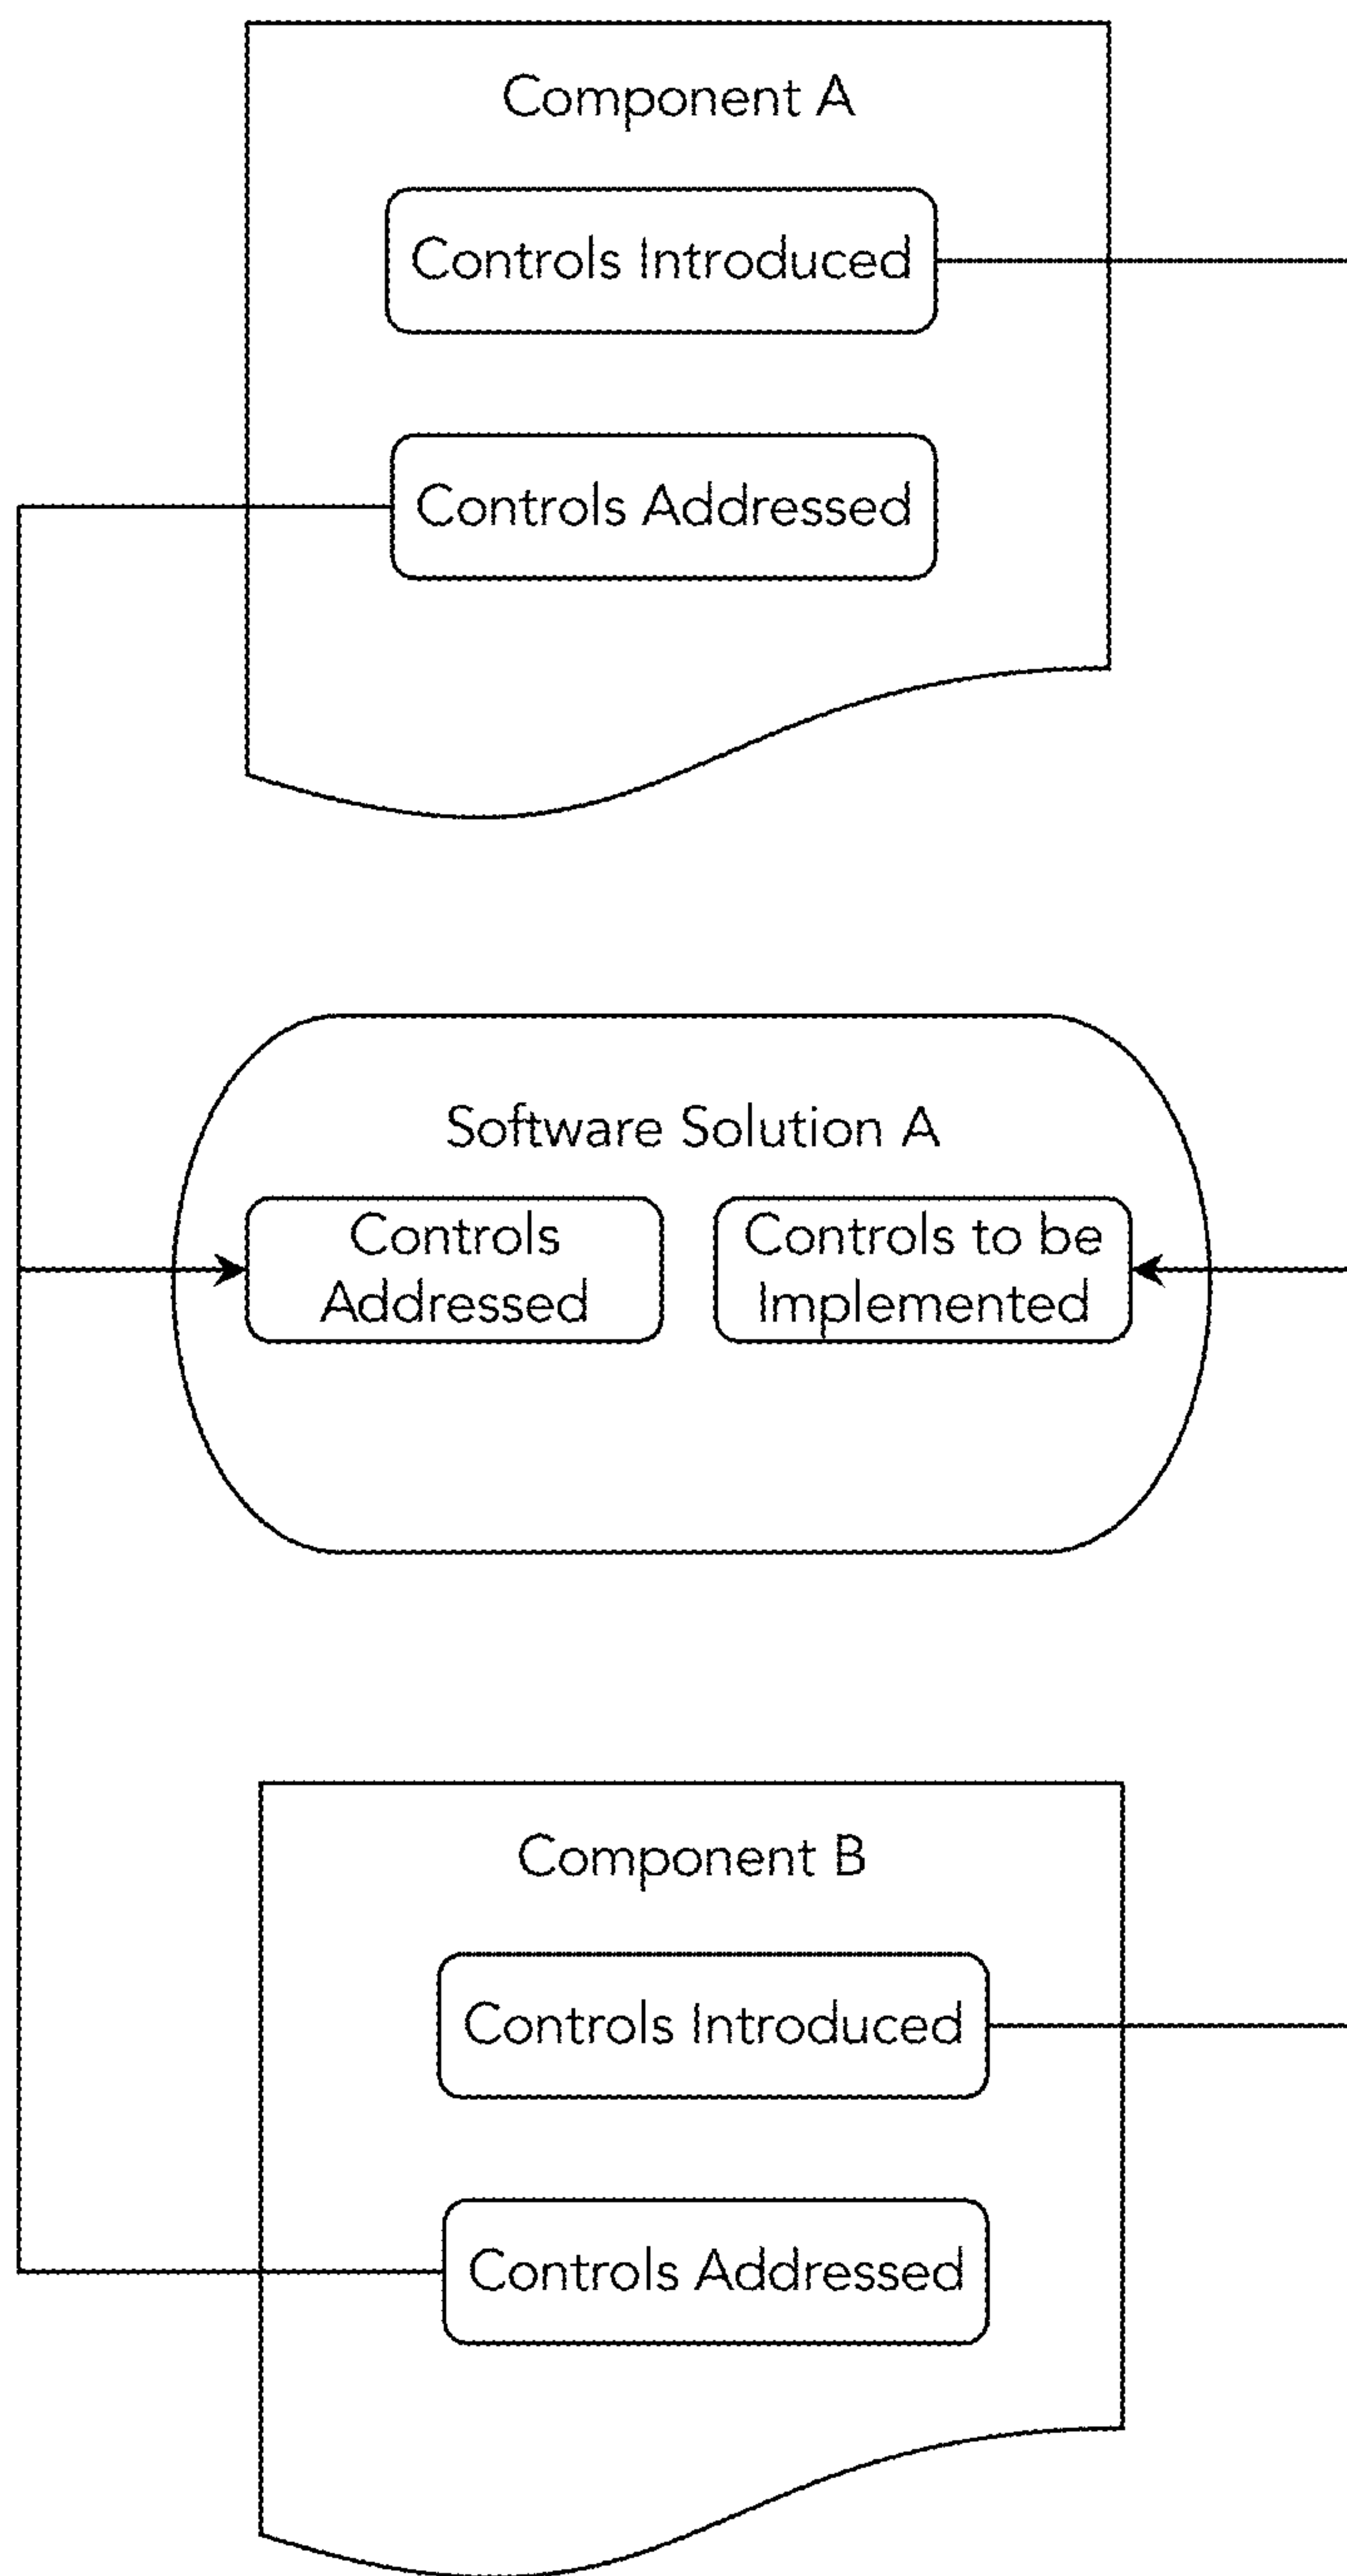 Component A
Controls Introduced
Controls Addressed
Software Solution A
Controls
Addressed
Controls to be
Implemented
Component B
Controls Introduced
Controls Addressed